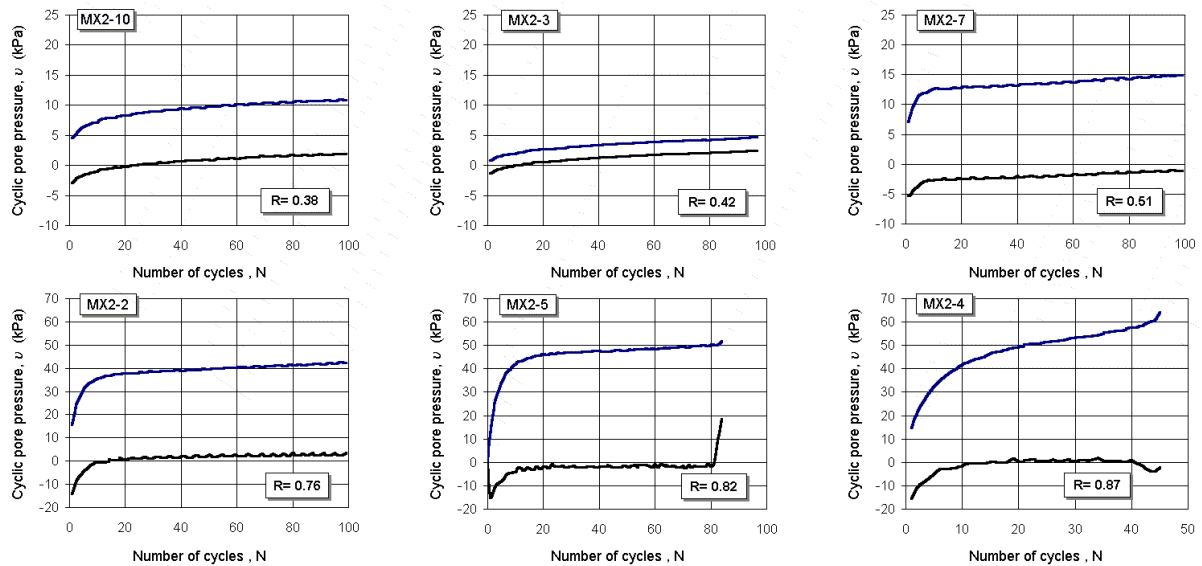 MX2-10
Cyclic pore pressure, υ (kPa)
25
20
15
10
5
0
-5
-10
R= 0.38
0 20 40 60 80 100
Number of cycles , N
MX2-3
Cyclic pore pressure, υ (kPa)
25
20
15
10
5
0
-5
-10
R= 0.42
0 20 40 60 80 100
Number of cycles , N
MX2-7
Cyclic pore pressure, υ (kPa)
25
20
15
10
5
0
-5
-10
R= 0.51
0 20 40 60 80 100
Number of cycles , N
MX2-2
Cyclic pore pressure, υ (kPa)
70
60
50
40
30
20
10
0
-10
-20
R= 0.76
0 20 40 60 80 100
Number of cycles , N
MX2-5
Cyclic pore pressure, υ (kPa)
70
60
50
40
30
20
10
0
-10
-20
R= 0.82
0 20 40 60 80 100
Number of cycles , N
MX2-4
Cyclic pore pressure, υ (kPa)
70
60
50
40
30
20
10
0
-10
-20
R= 0.87
0 10 20 30 40 50
Number of cycles , N